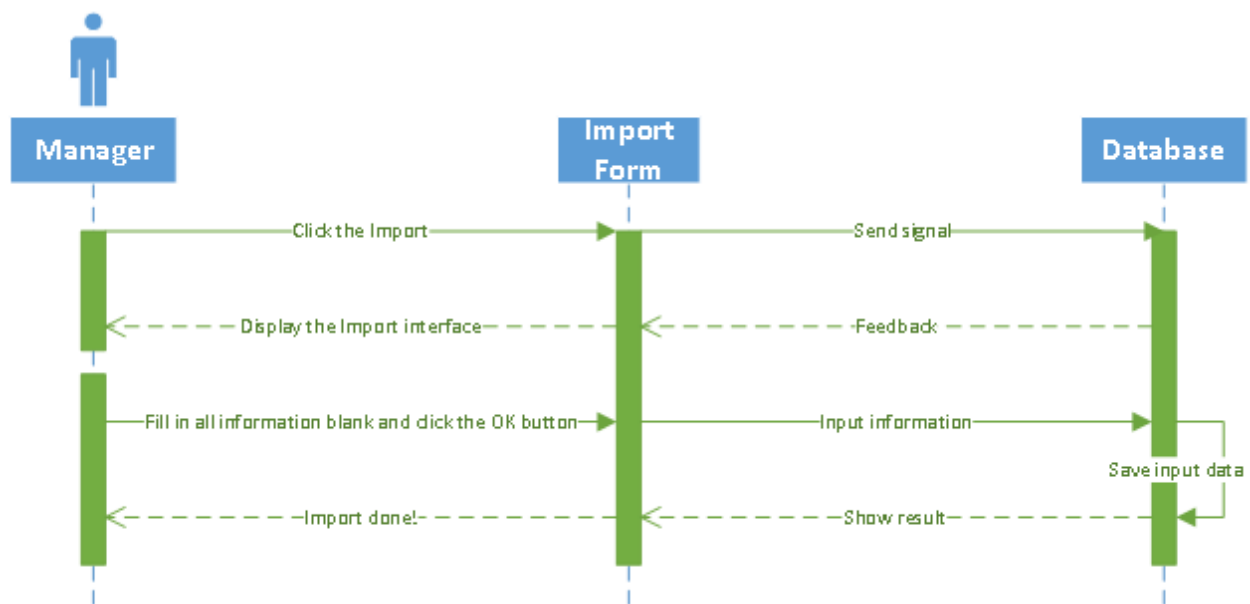 Manager
Import
Form
Database
Click the Import
Send signal
Display the Import interface
Feedback
Fill in all information blank and click the OK button
Input information
Save input data
Import done!
Show result